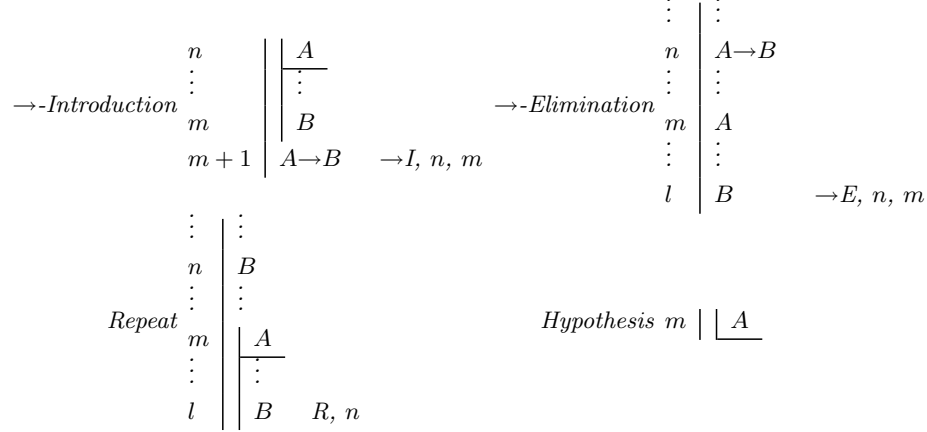 ⋮ ⋮
n A
n A→B
⋮ ⋮
⋮ ⋮
→-Introduction
→-Elimination
m B
m A
m + 1 A→B →I, n, m
⋮ ⋮
l B →E, n, m
⋮ ⋮
n B
⋮ ⋮
Repeat
m A
Hypothesis m A
⋮ ⋮
l B R, n